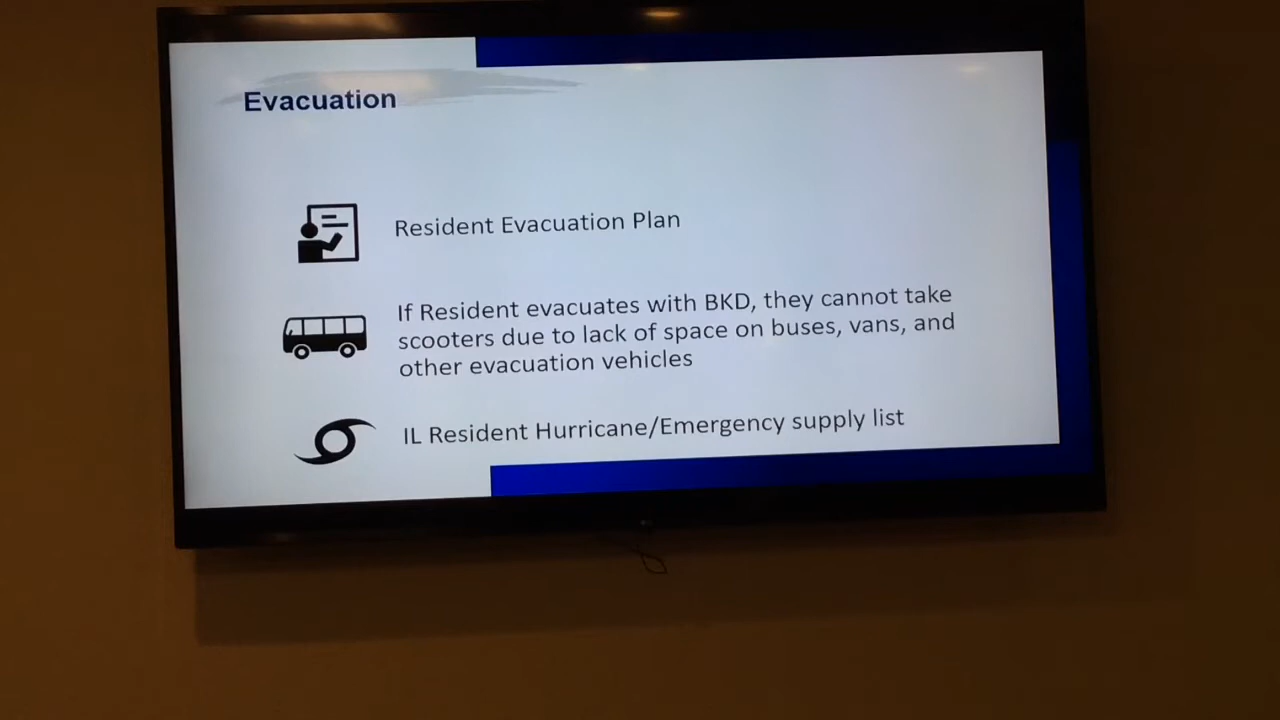 Evacuation
Resident Evacuation Plan
If Resident evacuates with BKD, they cannot take
scooters due to lack of space on buses, vans, and
other evacuation vehicles
IL Resident Hurricane/Emergency supply list